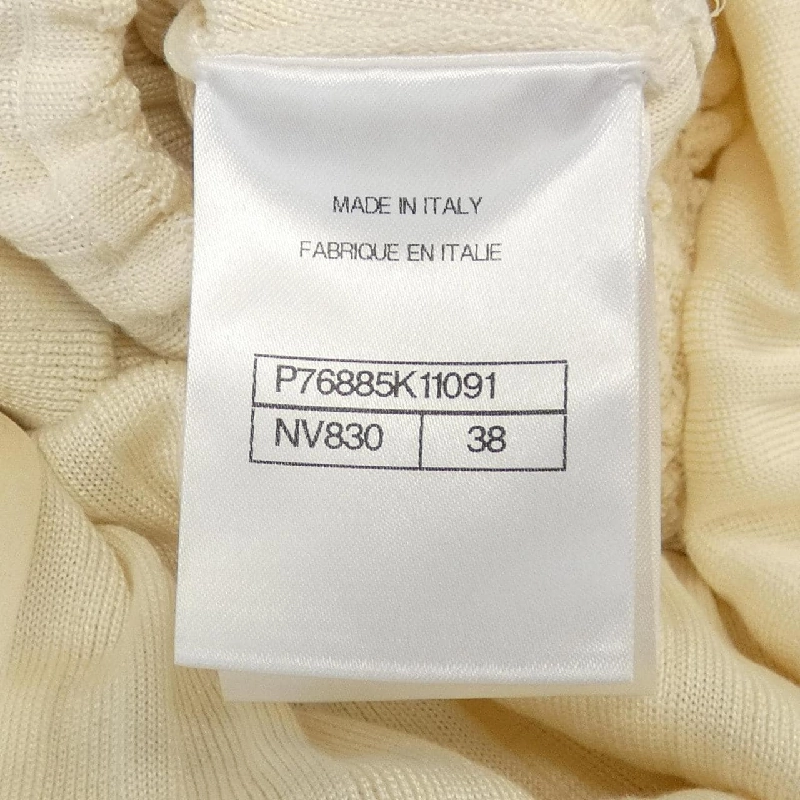 MADE IN ITALY
FABRIQUE EN ITALIE
P76885K11091
NV830 38